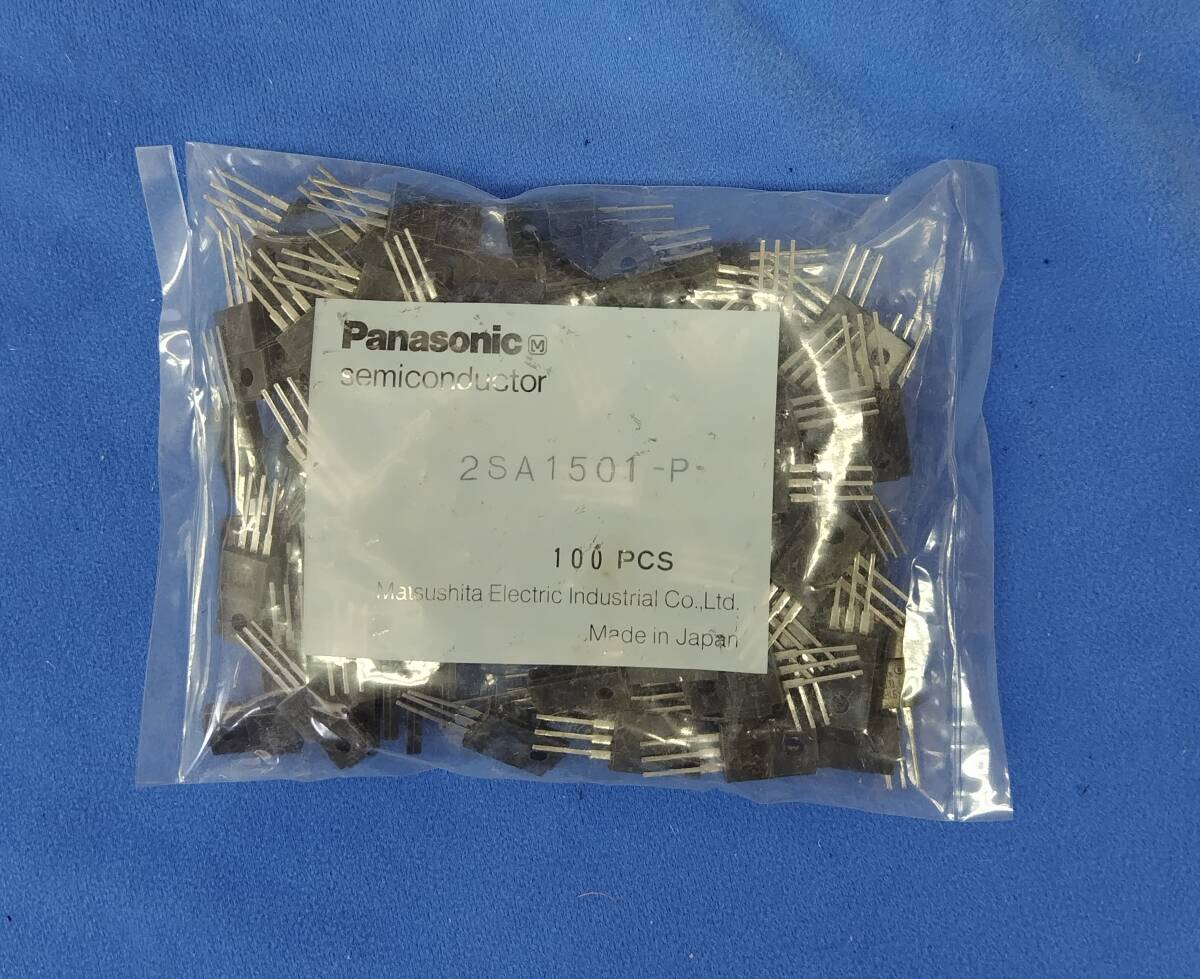 Panasonic M
semiconductor
2SA1501-P
100 PCS
Matsushita Electric Industrial Co.,Ltd.
Made in Japan